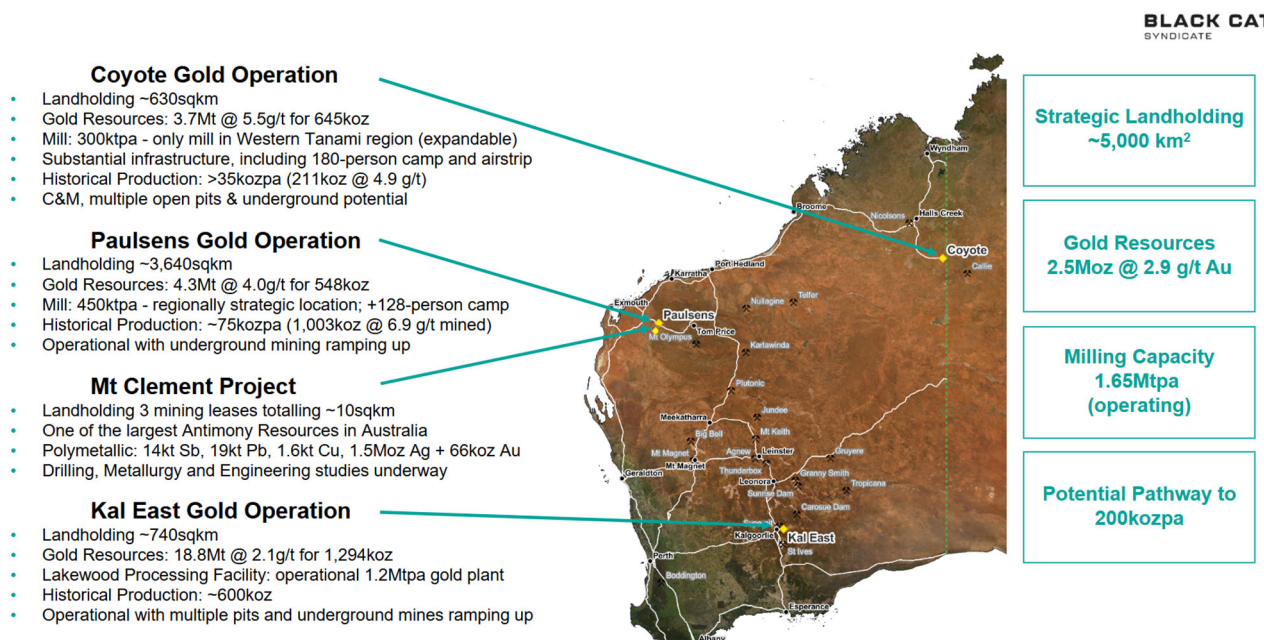 BLACK CAT
SYNDICATE
Coyote Gold Operation
• Landholding ~630sqkm
• Gold Resources: 3.7Mt @ 5.5g/t for 645koz
• Mill: 300ktpa - only mill in Western Tanami region (expandable)
• Substantial infrastructure, including 180-person camp and airstrip
• Historical Production: >35kozpa (211koz @ 4.9 g/t)
• C&M, multiple open pits & underground potential
Paulsens Gold Operation
• Landholding ~3,640sqkm
• Gold Resources: 4.3Mt @ 4.0g/t for 548koz
• Mill: 450ktpa - regionally strategic location; +128-person camp
• Historical Production: ~75kozpa (1,003koz @ 6.9 g/t mined)
• Operational with underground mining ramping up
Mt Clement Project
• Landholding 3 mining leases totalling ~10sqkm
• One of the largest Antimony Resources in Australia
• Polymetallic: 14kt Sb, 19kt Pb, 1.6kt Cu, 1.5Moz Ag + 66koz Au
• Drilling, Metallurgy and Engineering studies underway
Kal East Gold Operation
• Landholding ~740sqkm
• Gold Resources: 18.8Mt @ 2.1g/t for 1,294koz
• Lakewood Processing Facility: operational 1.2Mtpa gold plant
• Historical Production: ~600koz
• Operational with multiple pits and underground mines ramping up
Wyndham
Broome
Nicolsons
Halls Creek
Coyote
Callie
Port Hedland
Karratha
Exmouth
Nullagine
Telfer
Paulsens
Tom Price
Mt Olympus
Karlawinda
Plutonic
Jundee
Meekatharra
Big Bell
Mt Keith
Mt Magnet
Mt Magnet
Agnew
Leinster
Gruyere
Thunderbox
Geraldton
Leonora
Granny Smith
Sunrise Dam
Tropicana
Carosue Dam
Kalgoorlie
Kal East
St Ives
Perth
Boddington
Esperance
Albany
Strategic Landholding
~5,000 km²
Gold Resources
2.5Moz @ 2.9 g/t Au
Milling Capacity
1.65Mtpa
(operating)
Potential Pathway to
200kozpa